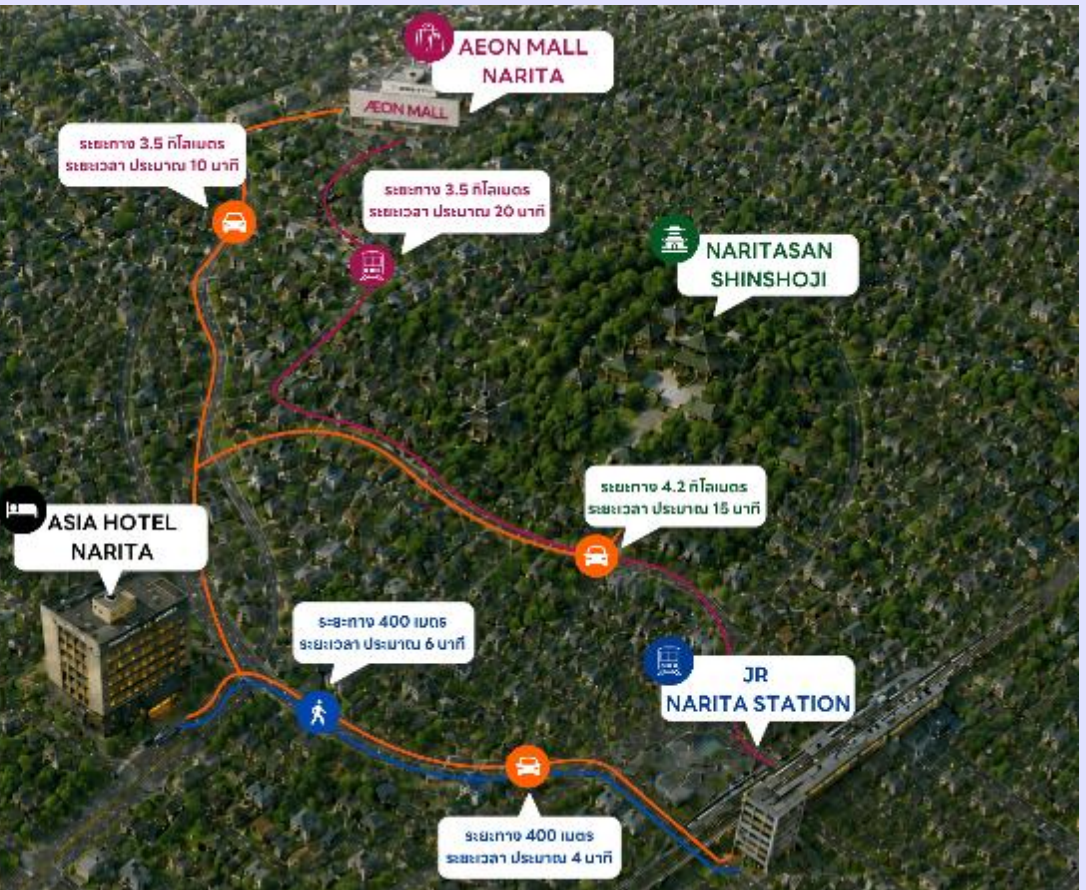 AEON MALL
NARITA
ÆON MALL
ระยะทาง 3.5 กิโลเมตร
ระยะเวลา ประมาณ 10 นาที
ระยะทาง 3.5 กิโลเมตร
ระยะเวลา ประมาณ 20 นาที
NARITASAN
SHINSHOJI
ระยะทาง 4.2 กิโลเมตร
ระยะเวลา ประมาณ 15 นาที
ASIA HOTEL
NARITA
ระยะทาง 400 เมตร
ระยะเวลา ประมาณ 6 นาที
JR
NARITA STATION
ระยะทาง 400 เมตร
ระยะเวลา ประมาณ 4 นาที